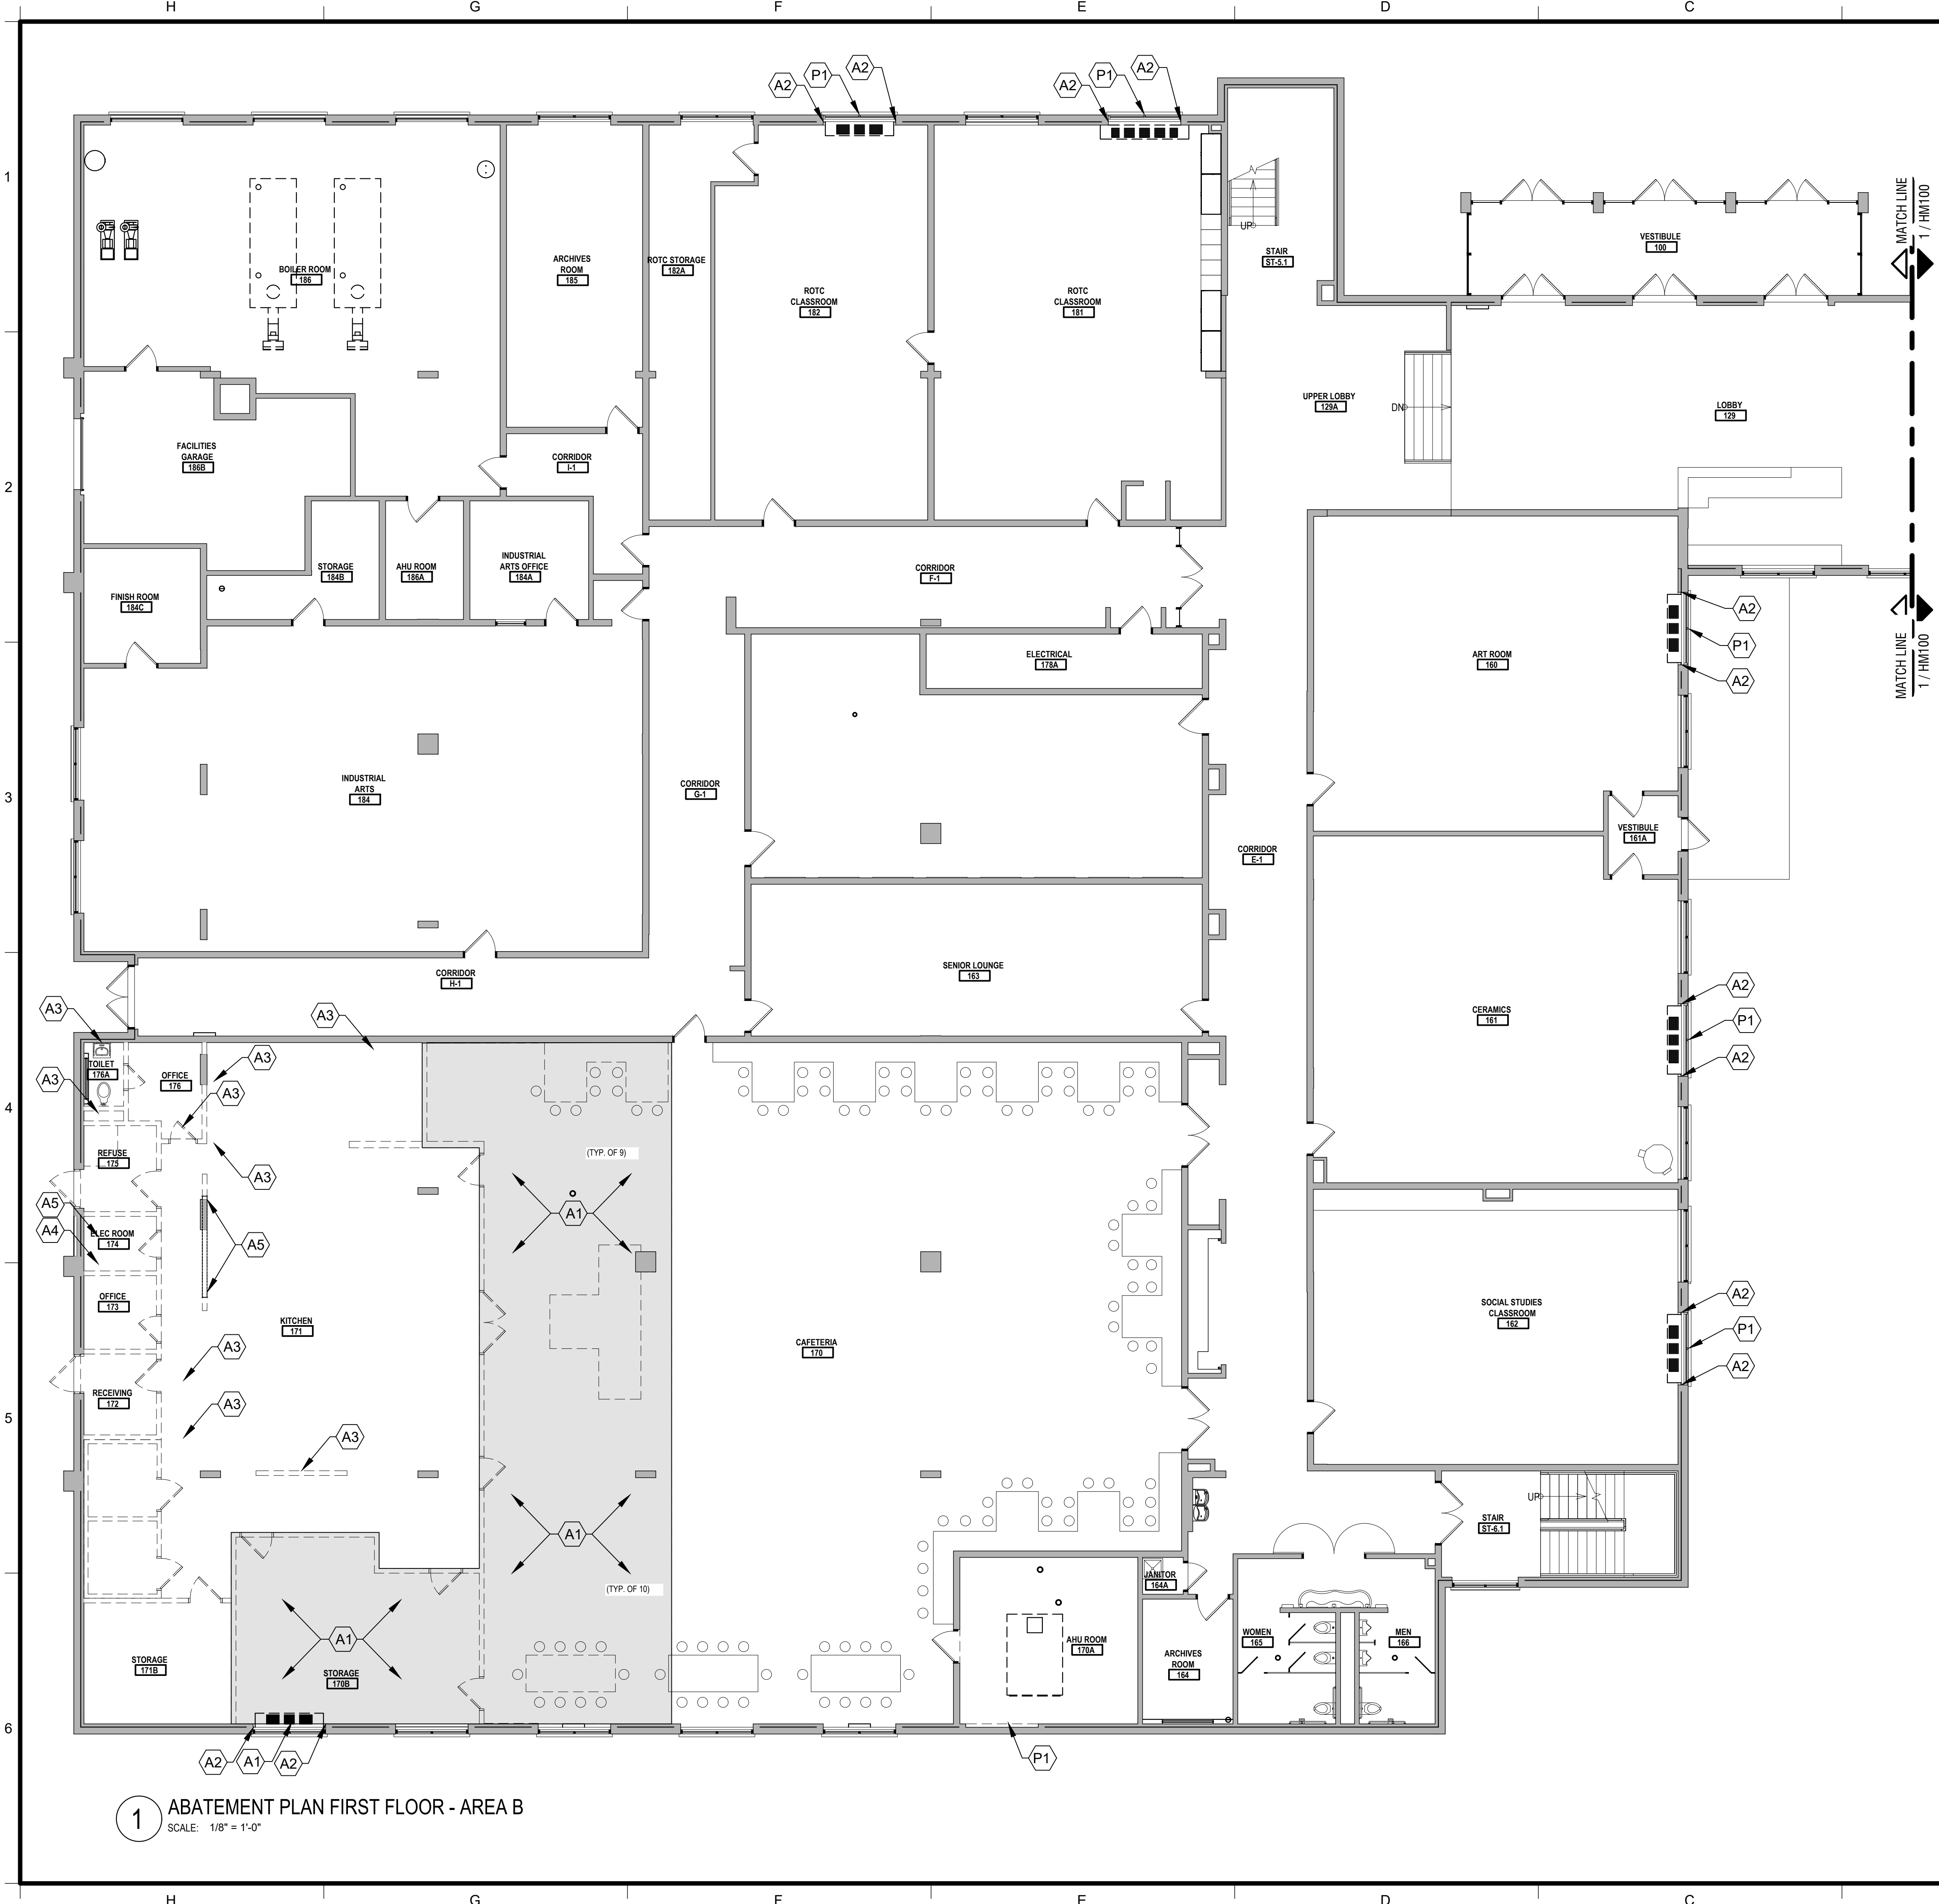 H G F E D C
A2 P1 A2 A2 P1 A2
1
MATCH LINE
1 / HM100
UP
STAIR
ST-5.1
VESTIBULE
100
BOILER ROOM
186
ARCHIVES
ROOM
185
ROTC STORAGE
182A
ROTC
CLASSROOM
182
ROTC
CLASSROOM
181
UPPER LOBBY
129A
DN
LOBBY
129
FACILITIES
GARAGE
186B
CORRIDOR
I-1
2
STORAGE
184B
AHU ROOM
186A
INDUSTRIAL
ARTS OFFICE
184A
CORRIDOR
F-1
FINISH ROOM
184C
A2
P1
A2
MATCH LINE
1 / HM100
ELECTRICAL
178A
ART ROOM
160
INDUSTRIAL
ARTS
184
3
CORRIDOR
G-1
CORRIDOR
E-1
VESTIBULE
161A
CORRIDOR
H-1
SENIOR LOUNGE
163
CERAMICS
161
A2
P1
A2
A3
A3
A3
A3
A3
A3
TOILET
176A
OFFICE
176
4
REFUSE
175
(TYP. OF 9)
A1
A5
A4
ELEC ROOM
174
A5
OFFICE
173
KITCHEN
171
CAFETERIA
170
SOCIAL STUDIES
CLASSROOM
162
A2
P1
A2
A3
A3
A3
RECEIVING
172
5
A1
(TYP. OF 10)
UP
STAIR
ST-6.1
JANITOR
164A
A1
STORAGE
171B
STORAGE
170B
AHU ROOM
170A
ARCHIVES
ROOM
164
WOMEN
165
MEN
166
6
A2 A1 A2
P1
1
ABATEMENT PLAN FIRST FLOOR - AREA B
SCALE: 1/8" = 1'-0"
H G F E D C